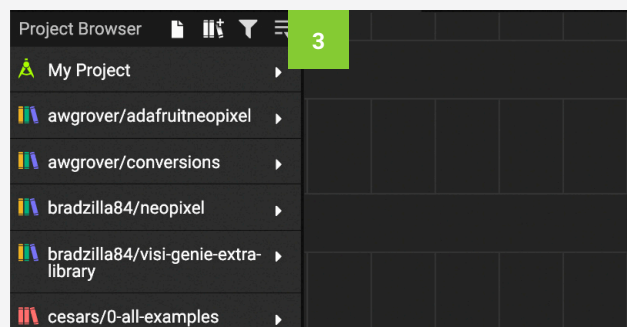 Project Browser
3
My Project
awgrover/adafruitneopixel
awgrover/conversions
bradzilla84/neopixel
bradzilla84/visi-genie-extra-
library
cesars/0-all-examples